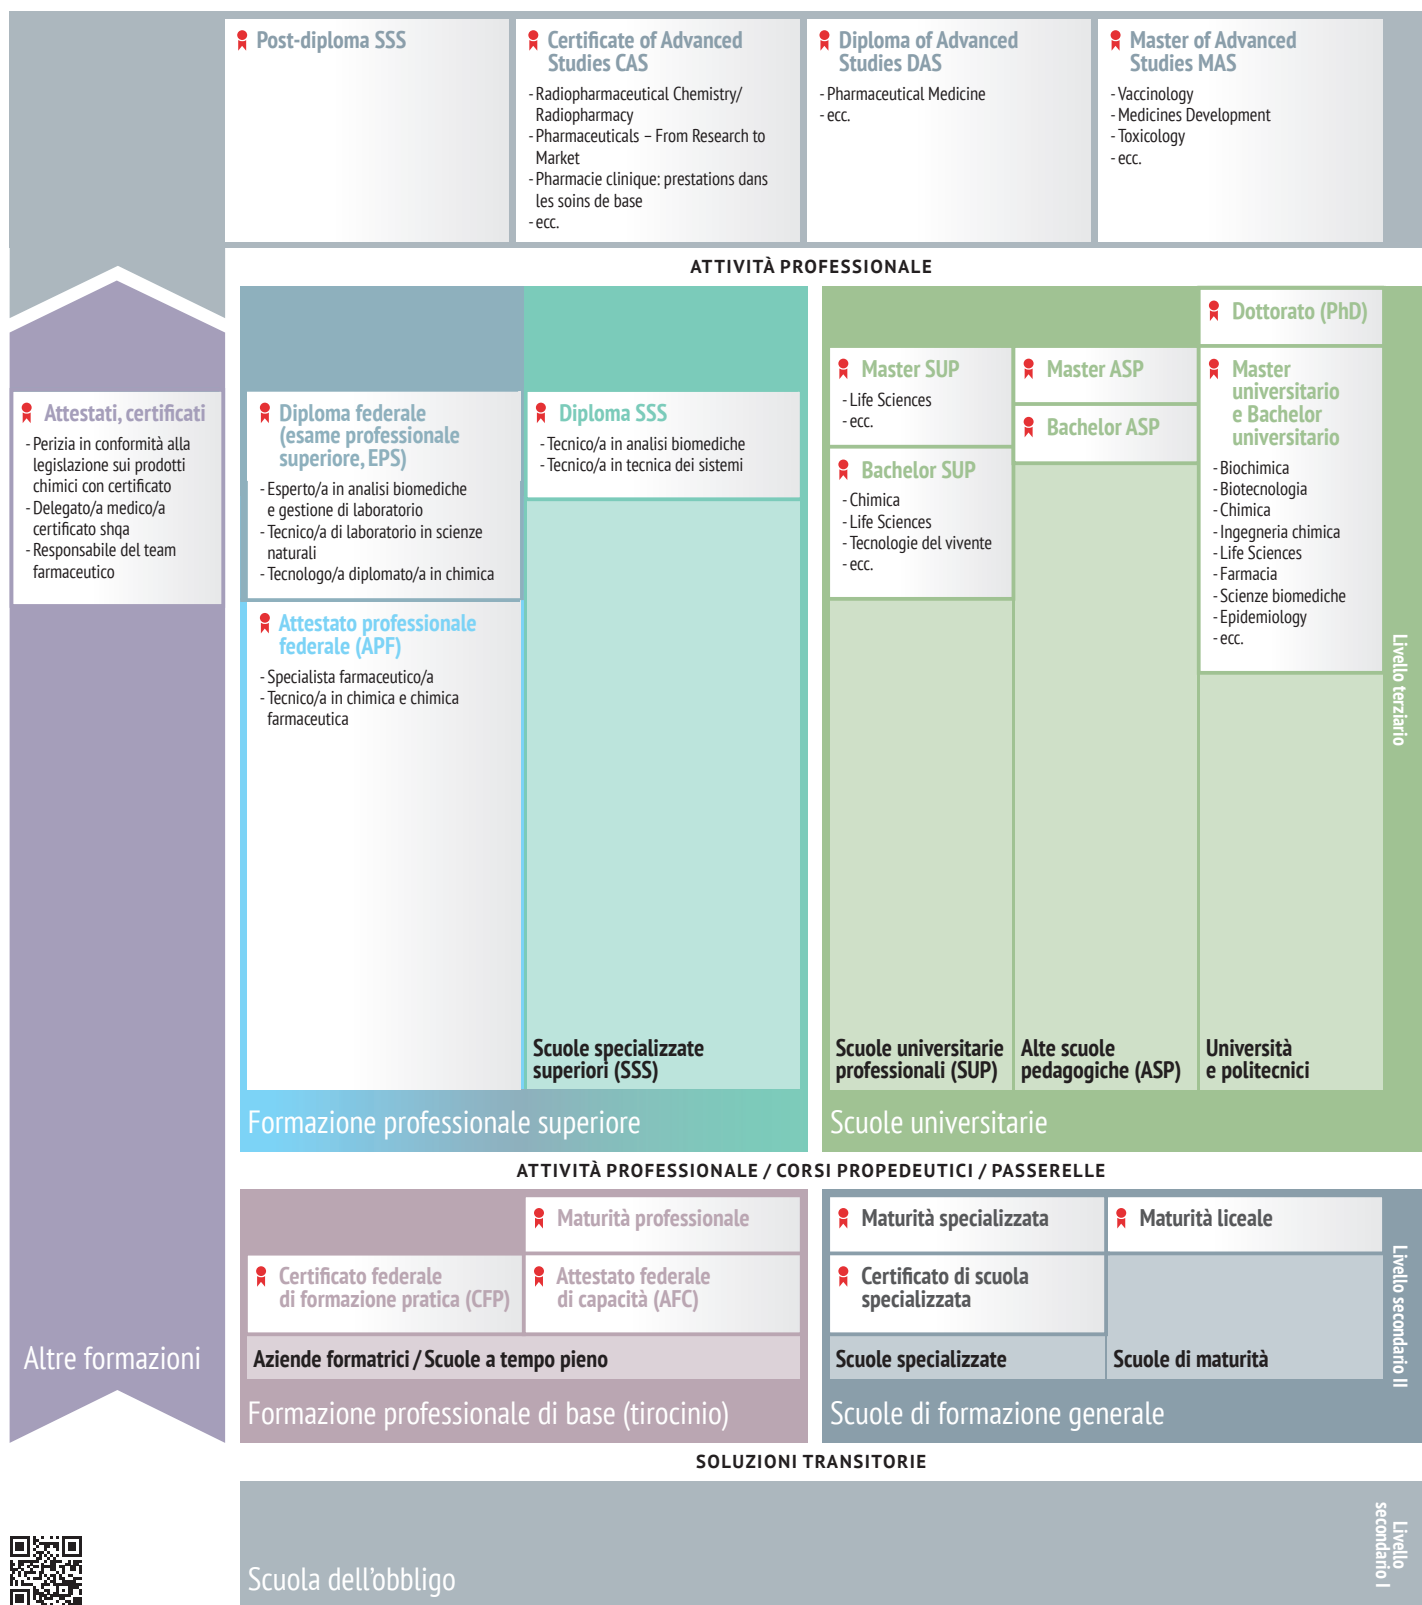 Post-diploma SSS
Certificate of Advanced
Studies CAS
- Radiopharmaceutical Chemistry/
Radiopharmacy
- Pharmaceuticals – From Research to
Market
- Pharmacie clinique: prestations dans
les soins de base
- ecc.
Diploma of Advanced
Studies DAS
- Pharmaceutical Medicine
- ecc.
Master of Advanced
Studies MAS
- Vaccinology
- Medicines Development
- Toxicology
- ecc.
ATTIVITÀ PROFESSIONALE
Attestati, certificati
- Perizia in conformità alla
legislazione sui prodotti
chimici con certificato
- Delegato/a medico/a
certificato shqa
- Responsabile del team
farmaceutico
Altre formazioni
Diploma federale
(esame professionale
superiore, EPS)
- Esperto/a in analisi biomediche
e gestione di laboratorio
- Tecnico/a di laboratorio in scienze
naturali
- Tecnologo/a diplomato/a in chimica
Attestato professionale
federale (APF)
- Specialista farmaceutico/a
- Tecnico/a in chimica e chimica
farmaceutica
Diploma SSS
- Tecnico/a in analisi biomediche
- Tecnico/a in tecnica dei sistemi
Scuole specializzate
superiori (SSS)
Formazione professionale superiore
Master SUP
- Life Sciences
- ecc.
Bachelor SUP
- Chimica
- Life Sciences
- Tecnologie del vivente
- ecc.
Scuole universitarie
professionali (SUP)
Master ASP
Bachelor ASP
Alte scuole
pedagogiche (ASP)
Dottorato (PhD)
Master
universitario
e Bachelor
universitario
- Biochimica
- Biotecnologia
- Chimica
- Ingegneria chimica
- Life Sciences
- Farmacia
- Scienze biomediche
- Epidemiology
- ecc.
Università
e politecnici
Scuole universitarie
Livello terziario
ATTIVITÀ PROFESSIONALE / CORSI PROPEDEUTICI / PASSERELLE
Maturità professionale
Certificato federale
di formazione pratica (CFP)
Attestato federale
di capacità (AFC)
Aziende formatrici / Scuole a tempo pieno
Formazione professionale di base (tirocinio)
Maturità specializzata
Certificato di scuola
specializzata
Scuole specializzate
Maturità liceale
Scuole di maturità
Scuole di formazione generale
Livello secondario II
SOLUZIONI TRANSITORIE
Scuola dell'obbligo
Livello
secondario I